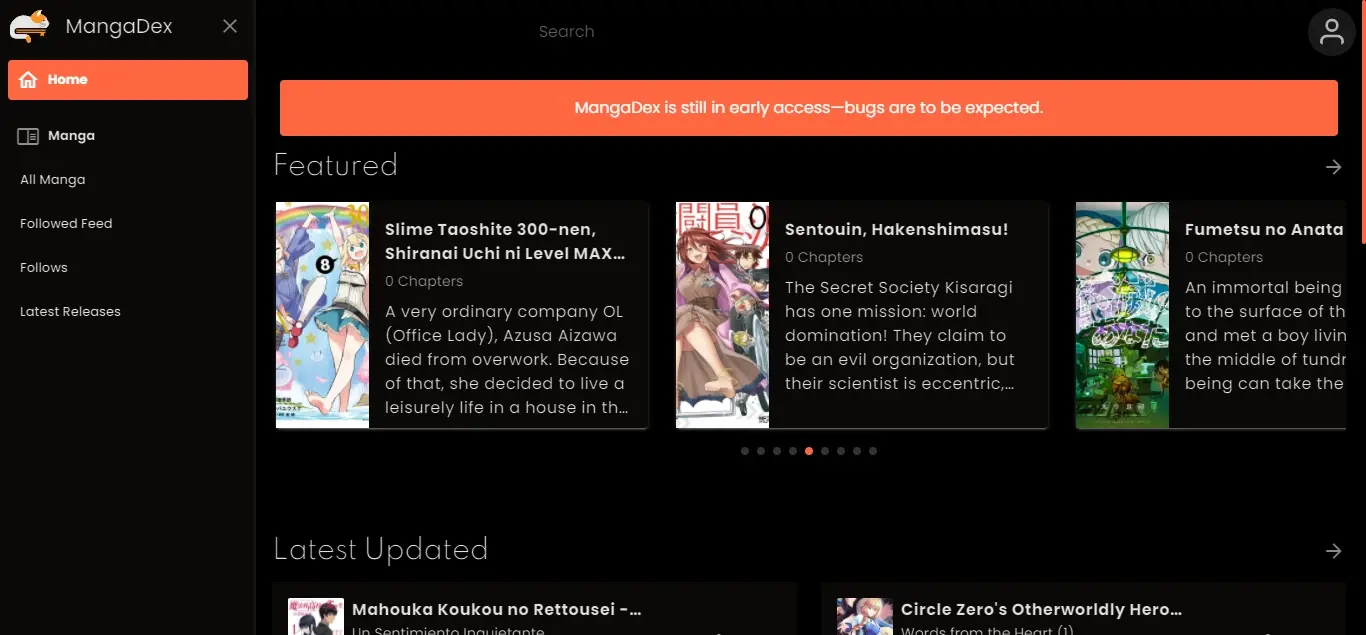 MangaDex
Search
Home
MangaDex is still in early access—bugs are to be expected.
Manga
All Manga
Followed Feed
Follows
Latest Releases
Featured
8
Slime Taoshite 300-nen,
Shiranai Uchi ni Level MAX...
0 Chapters
A very ordinary company OL
(Office Lady), Azusa Aizawa
died from overwork. Because
of that, she decided to live a
leisurely life in a house in th...
Sentouin, Hakenshimasu!
0 Chapters
The Secret Society Kisaragi
has one mission: world
domination! They claim to
be an evil organization, but
their scientist is eccentric,...
Fumetsu no Anata
0 Chapters
An immortal being
to the surface of th
and met a boy livin
the middle of tundr
being can take the
Latest Updated
Mahouka Koukou no Rettousei -...
Un Sentimiento Inquietante
Circle Zero's Otherworldly Hero...
Words from the Heart (1)